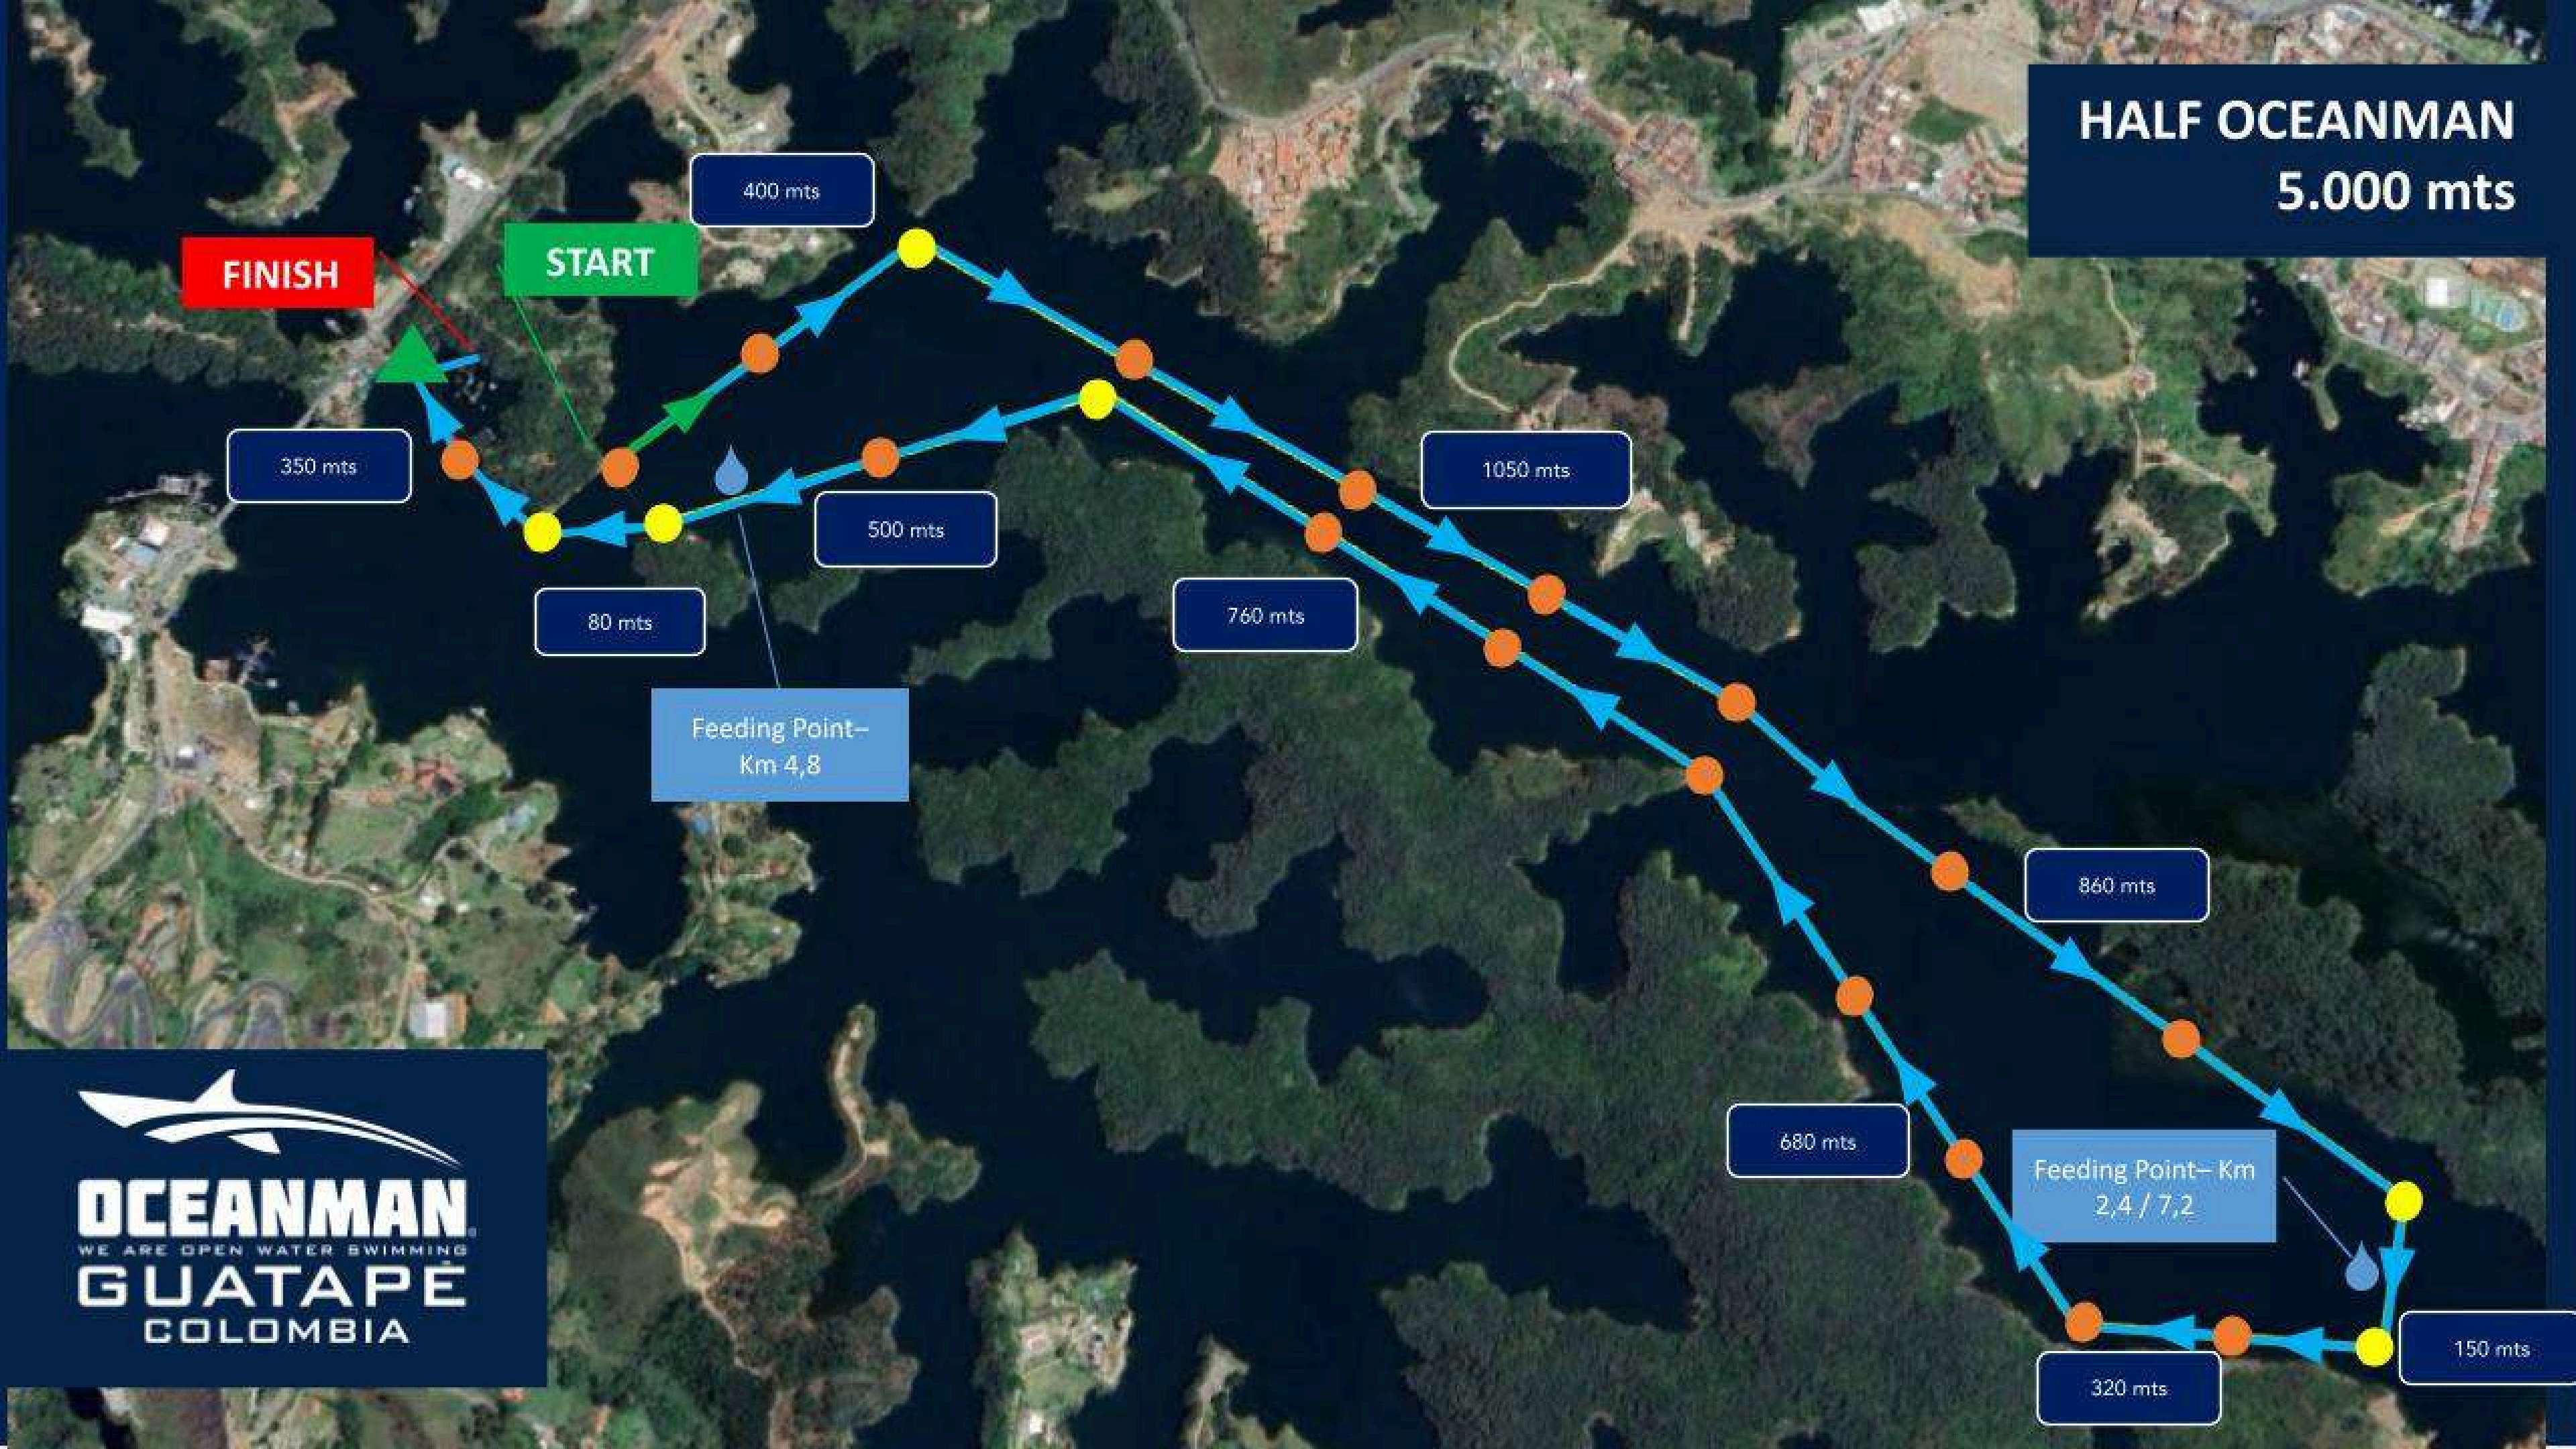 HALF OCEANMAN
5.000 mts
400 mts
FINISH
START
350 mts
1050 mts
500 mts
80 mts
760 mts
Feeding Point–
Km 4,8
860 mts
680 mts
Feeding Point– Km
2,4 / 7,2
150 mts
320 mts
OCEANMAN
WE ARE OPEN WATER SWIMMING
GUATAPE
COLOMBIA